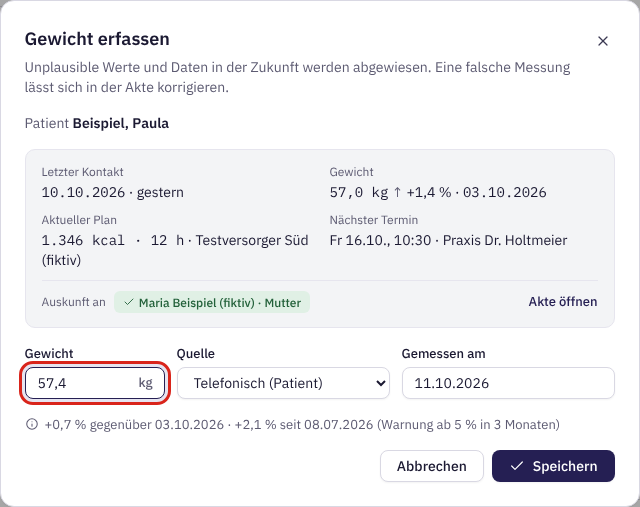 Gewicht erfassen
Unplausible Werte und Daten in der Zukunft werden abgewiesen. Eine falsche Messung
lässt sich in der Akte korrigieren.
Patient Beispiel, Paula
Letzter Kontakt
10.10.2026 · gestern
Gewicht
57,0 kg ↑ +1,4 % · 03.10.2026
Aktueller Plan
1.346 kcal · 12 h · Testversorger Süd
(fiktiv)
Nächster Termin
Fr 16.10., 10:30 · Praxis Dr. Holtmeier
Auskunft an ✓ Maria Beispiel (fiktiv) · Mutter
Akte öffnen
Gewicht
57,4 kg
Quelle
Telefonisch (Patient)
Gemessen am
11.10.2026
+0,7 % gegenüber 03.10.2026 · +2,1 % seit 08.07.2026 (Warnung ab 5 % in 3 Monaten)
Abbrechen
✓ Speichern